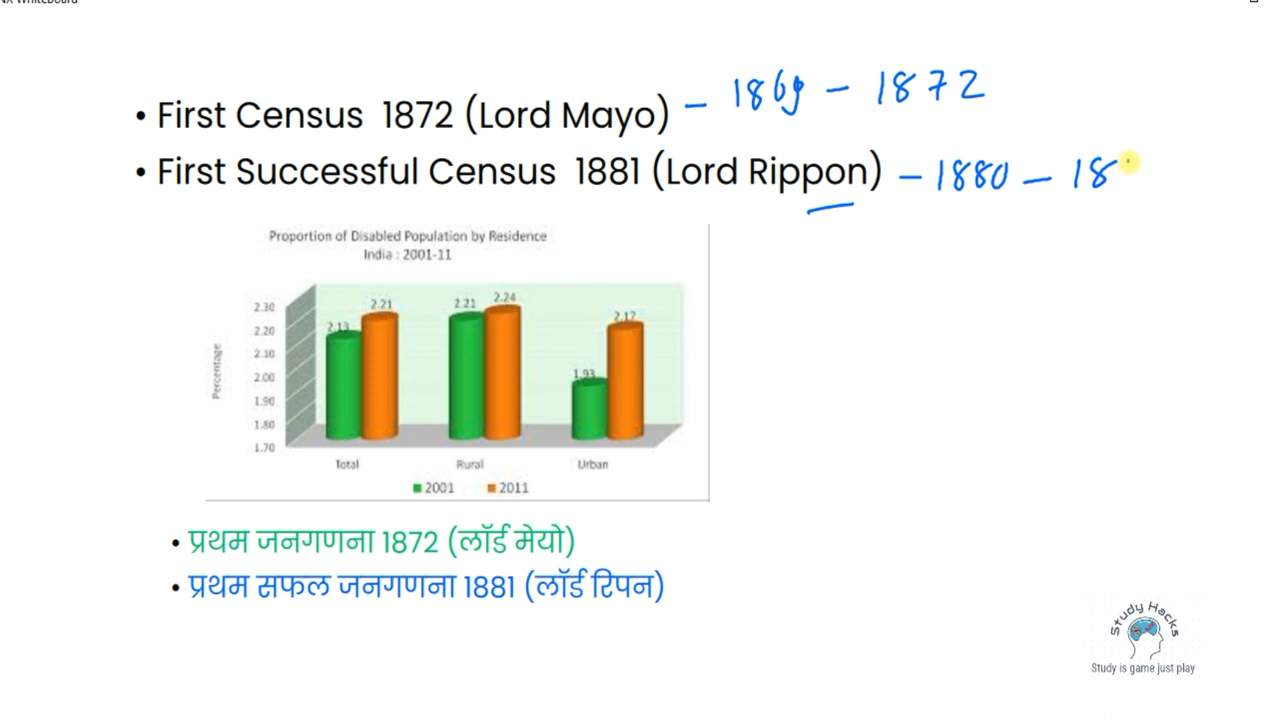 • First Census 1872 (Lord Mayo) - 1869 - 1872
• First Successful Census 1881 (Lord Rippon) - 1880 - 18
Proportion of Disabled Population by Residence
India : 2001-11
Percentage
2.30
2.20
2.10
2.00
1.90
1.80
1.70
2.13
2.21
2.21
2.24
1.93
2.17
Total Rural Urban
2001 2011
• प्रथम जनगणना 1872 (लॉर्ड मेयो)
• प्रथम सफल जनगणना 1881 (लॉर्ड रिपन)
Study Hacks
Study is game just play